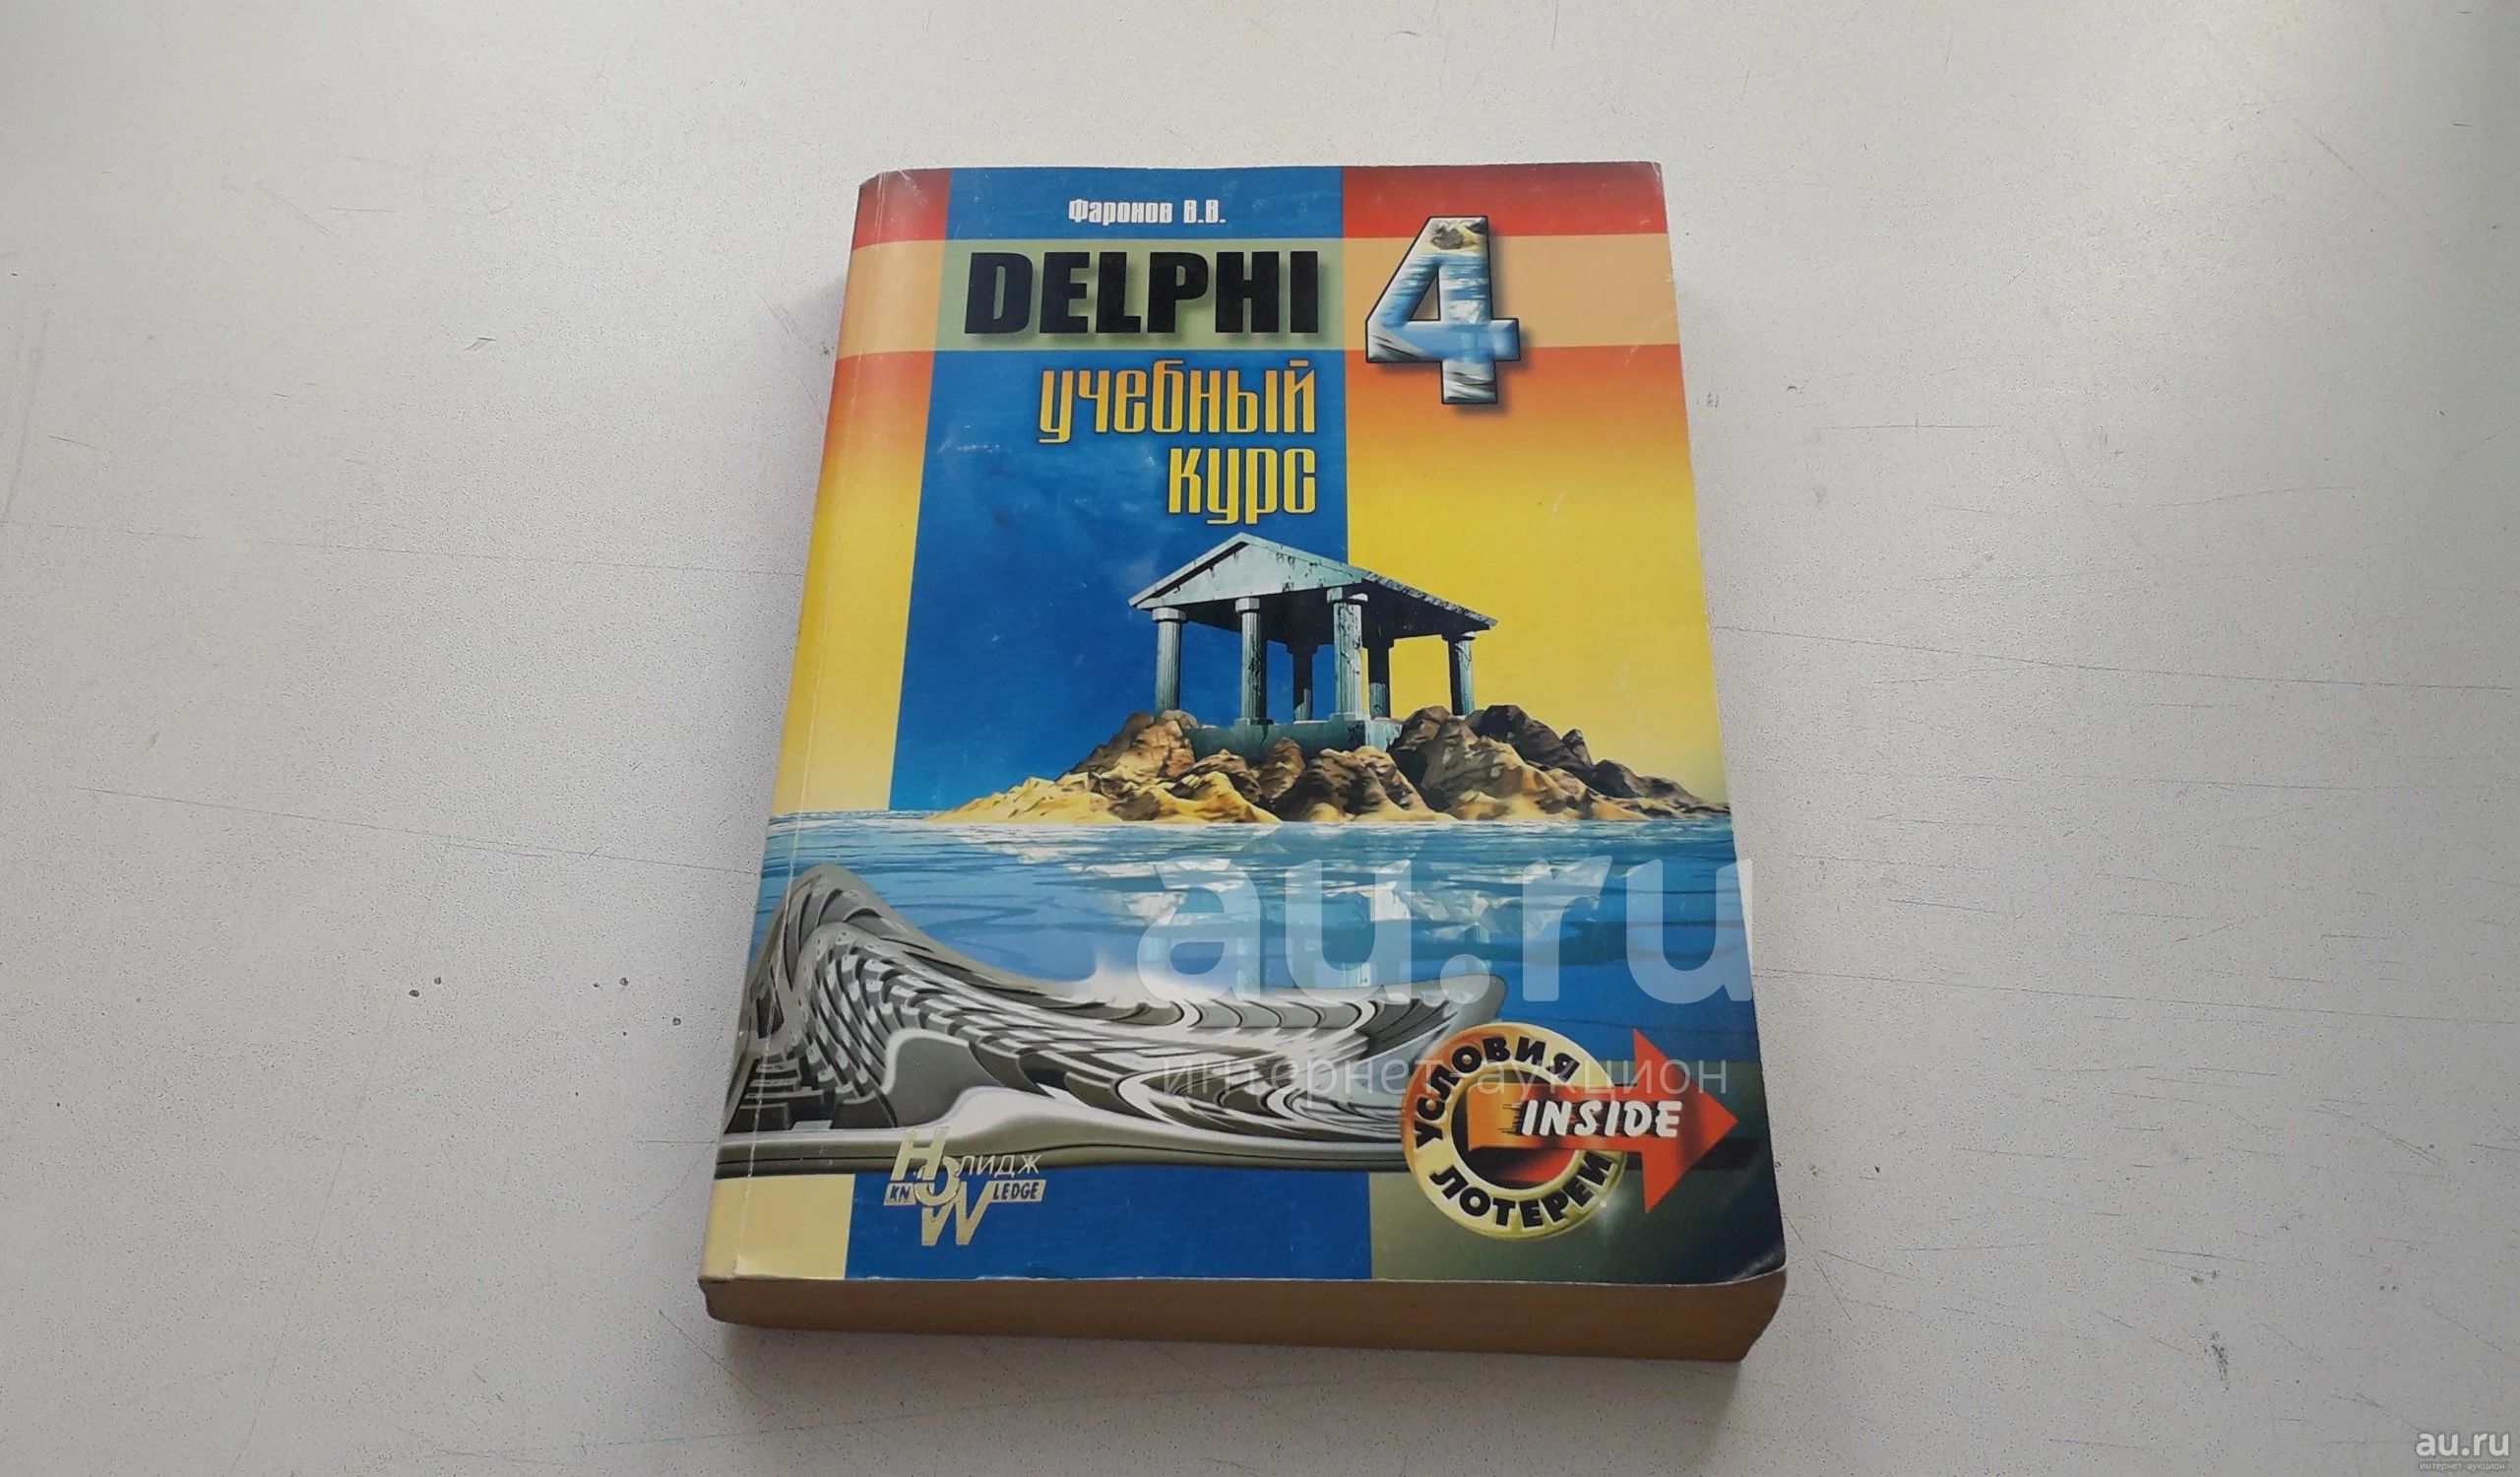 Фаронов В.В.
DELPHI 4
учебный
курс
au.ru
интернет-аукцион
УСЛОВИЯ
ЛОТЕРЕИ
INSIDE
НОлидж
KNOWLEDGE
au.ru
интернет-аукцион